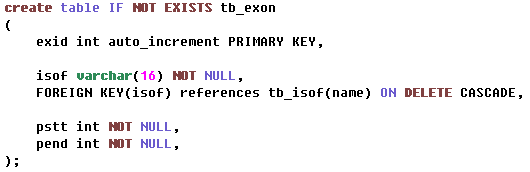 create table IF NOT EXISTS tb_exon
(
    exid int auto_increment PRIMARY KEY,

    isof varchar(16) NOT NULL,
    FOREIGN KEY(isof) references tb_isof(name) ON DELETE CASCADE,

    pstt int NOT NULL,
    pend int NOT NULL,
);